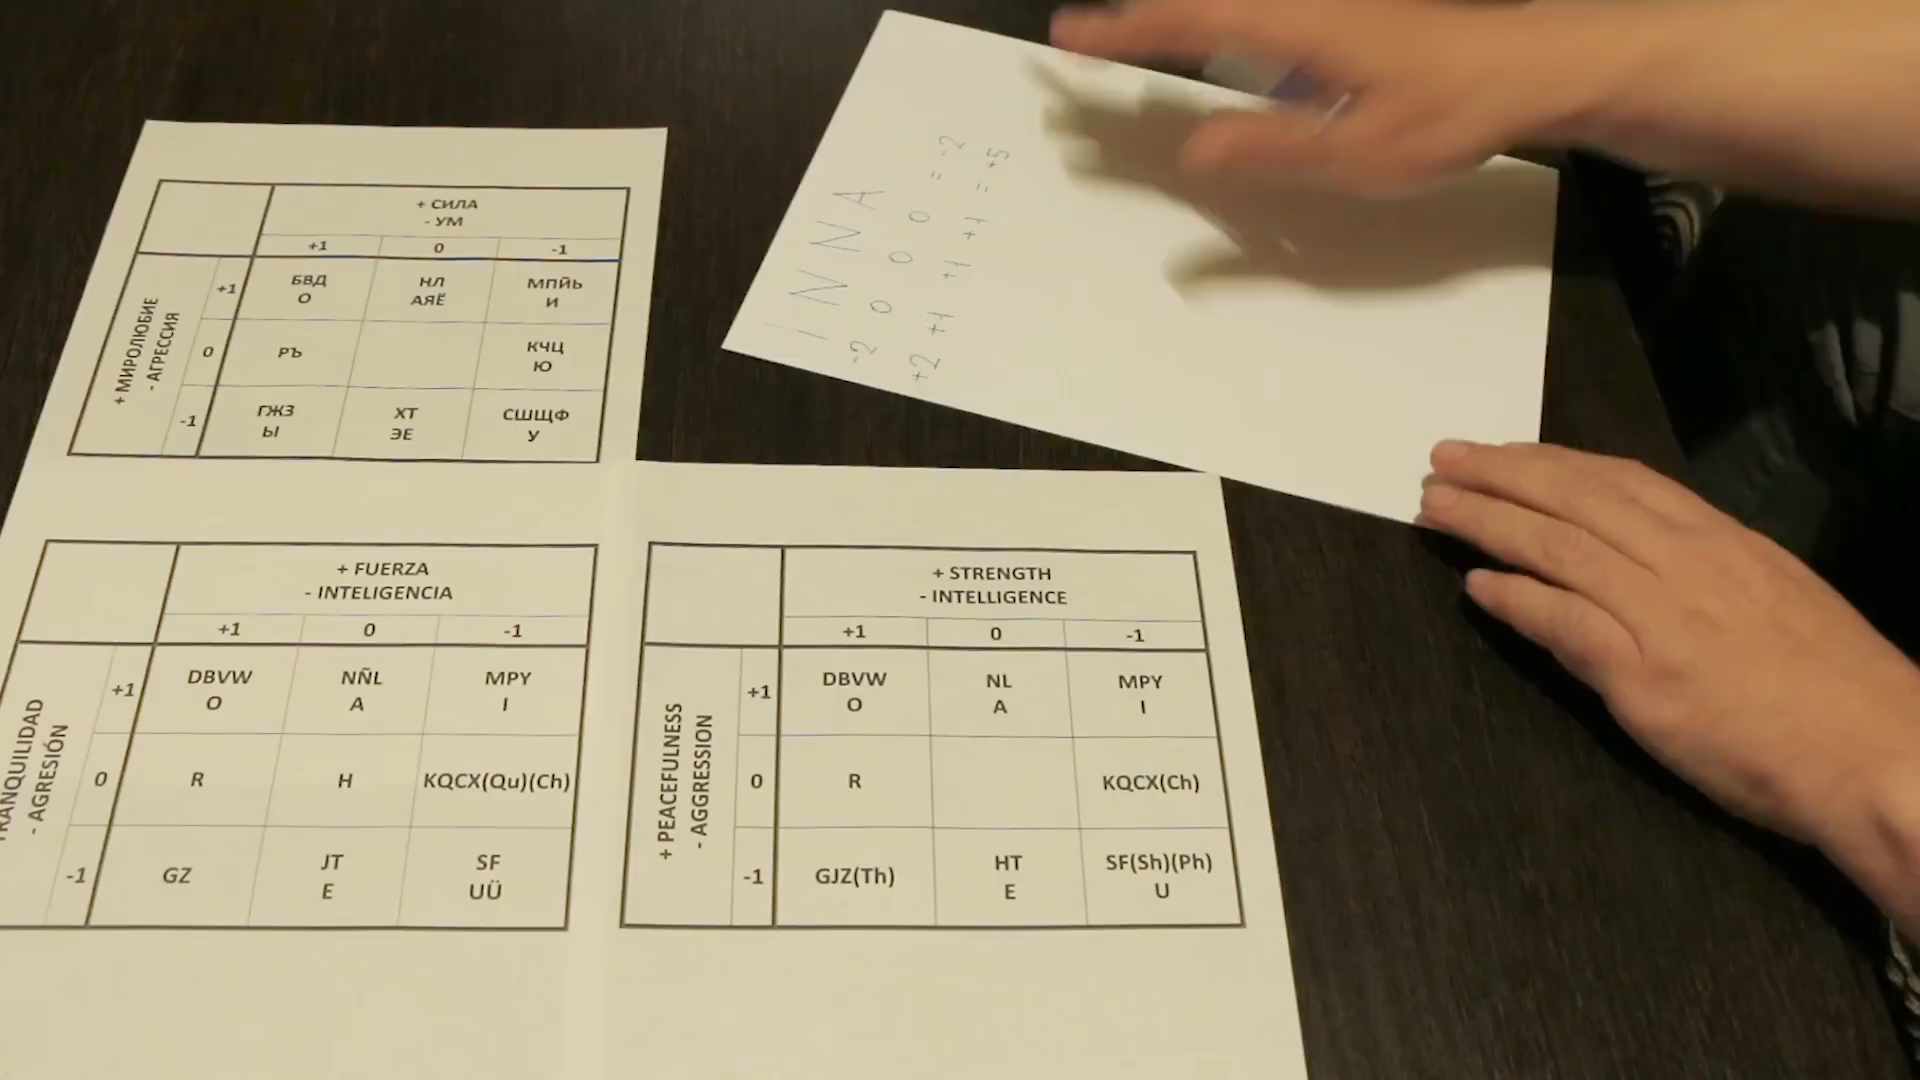 + СИЛА
- УМ
+1 0 -1
+ МИРОЛЮБИЕ
- АГРЕССИЯ
+1 БВД НЛ МПЙЬ
О АЯЁ И
0 РЪ КЧЦ
Ю
-1 ГЖЗ ХТ СШЩФ
Ы ЭЕ У
I N N A
-2 0 0 0 = -2
+2 +1 +1 +1 = +5
+ FUERZA
- INTELIGENCIA
+1 0 -1
- AGRESIÓN
+1 DBVW NÑL MPY
O A I
0 R H KQCX(Qu)(Ch)
-1 GZ JT SF
E UÜ
+ STRENGTH
- INTELLIGENCE
+1 0 -1
+ PEACEFULNESS
- AGGRESSION
+1 DBVW NL MPY
O A I
0 R KQCX(Ch)
-1 GJZ(Th) HT SF(Sh)(Ph)
E U